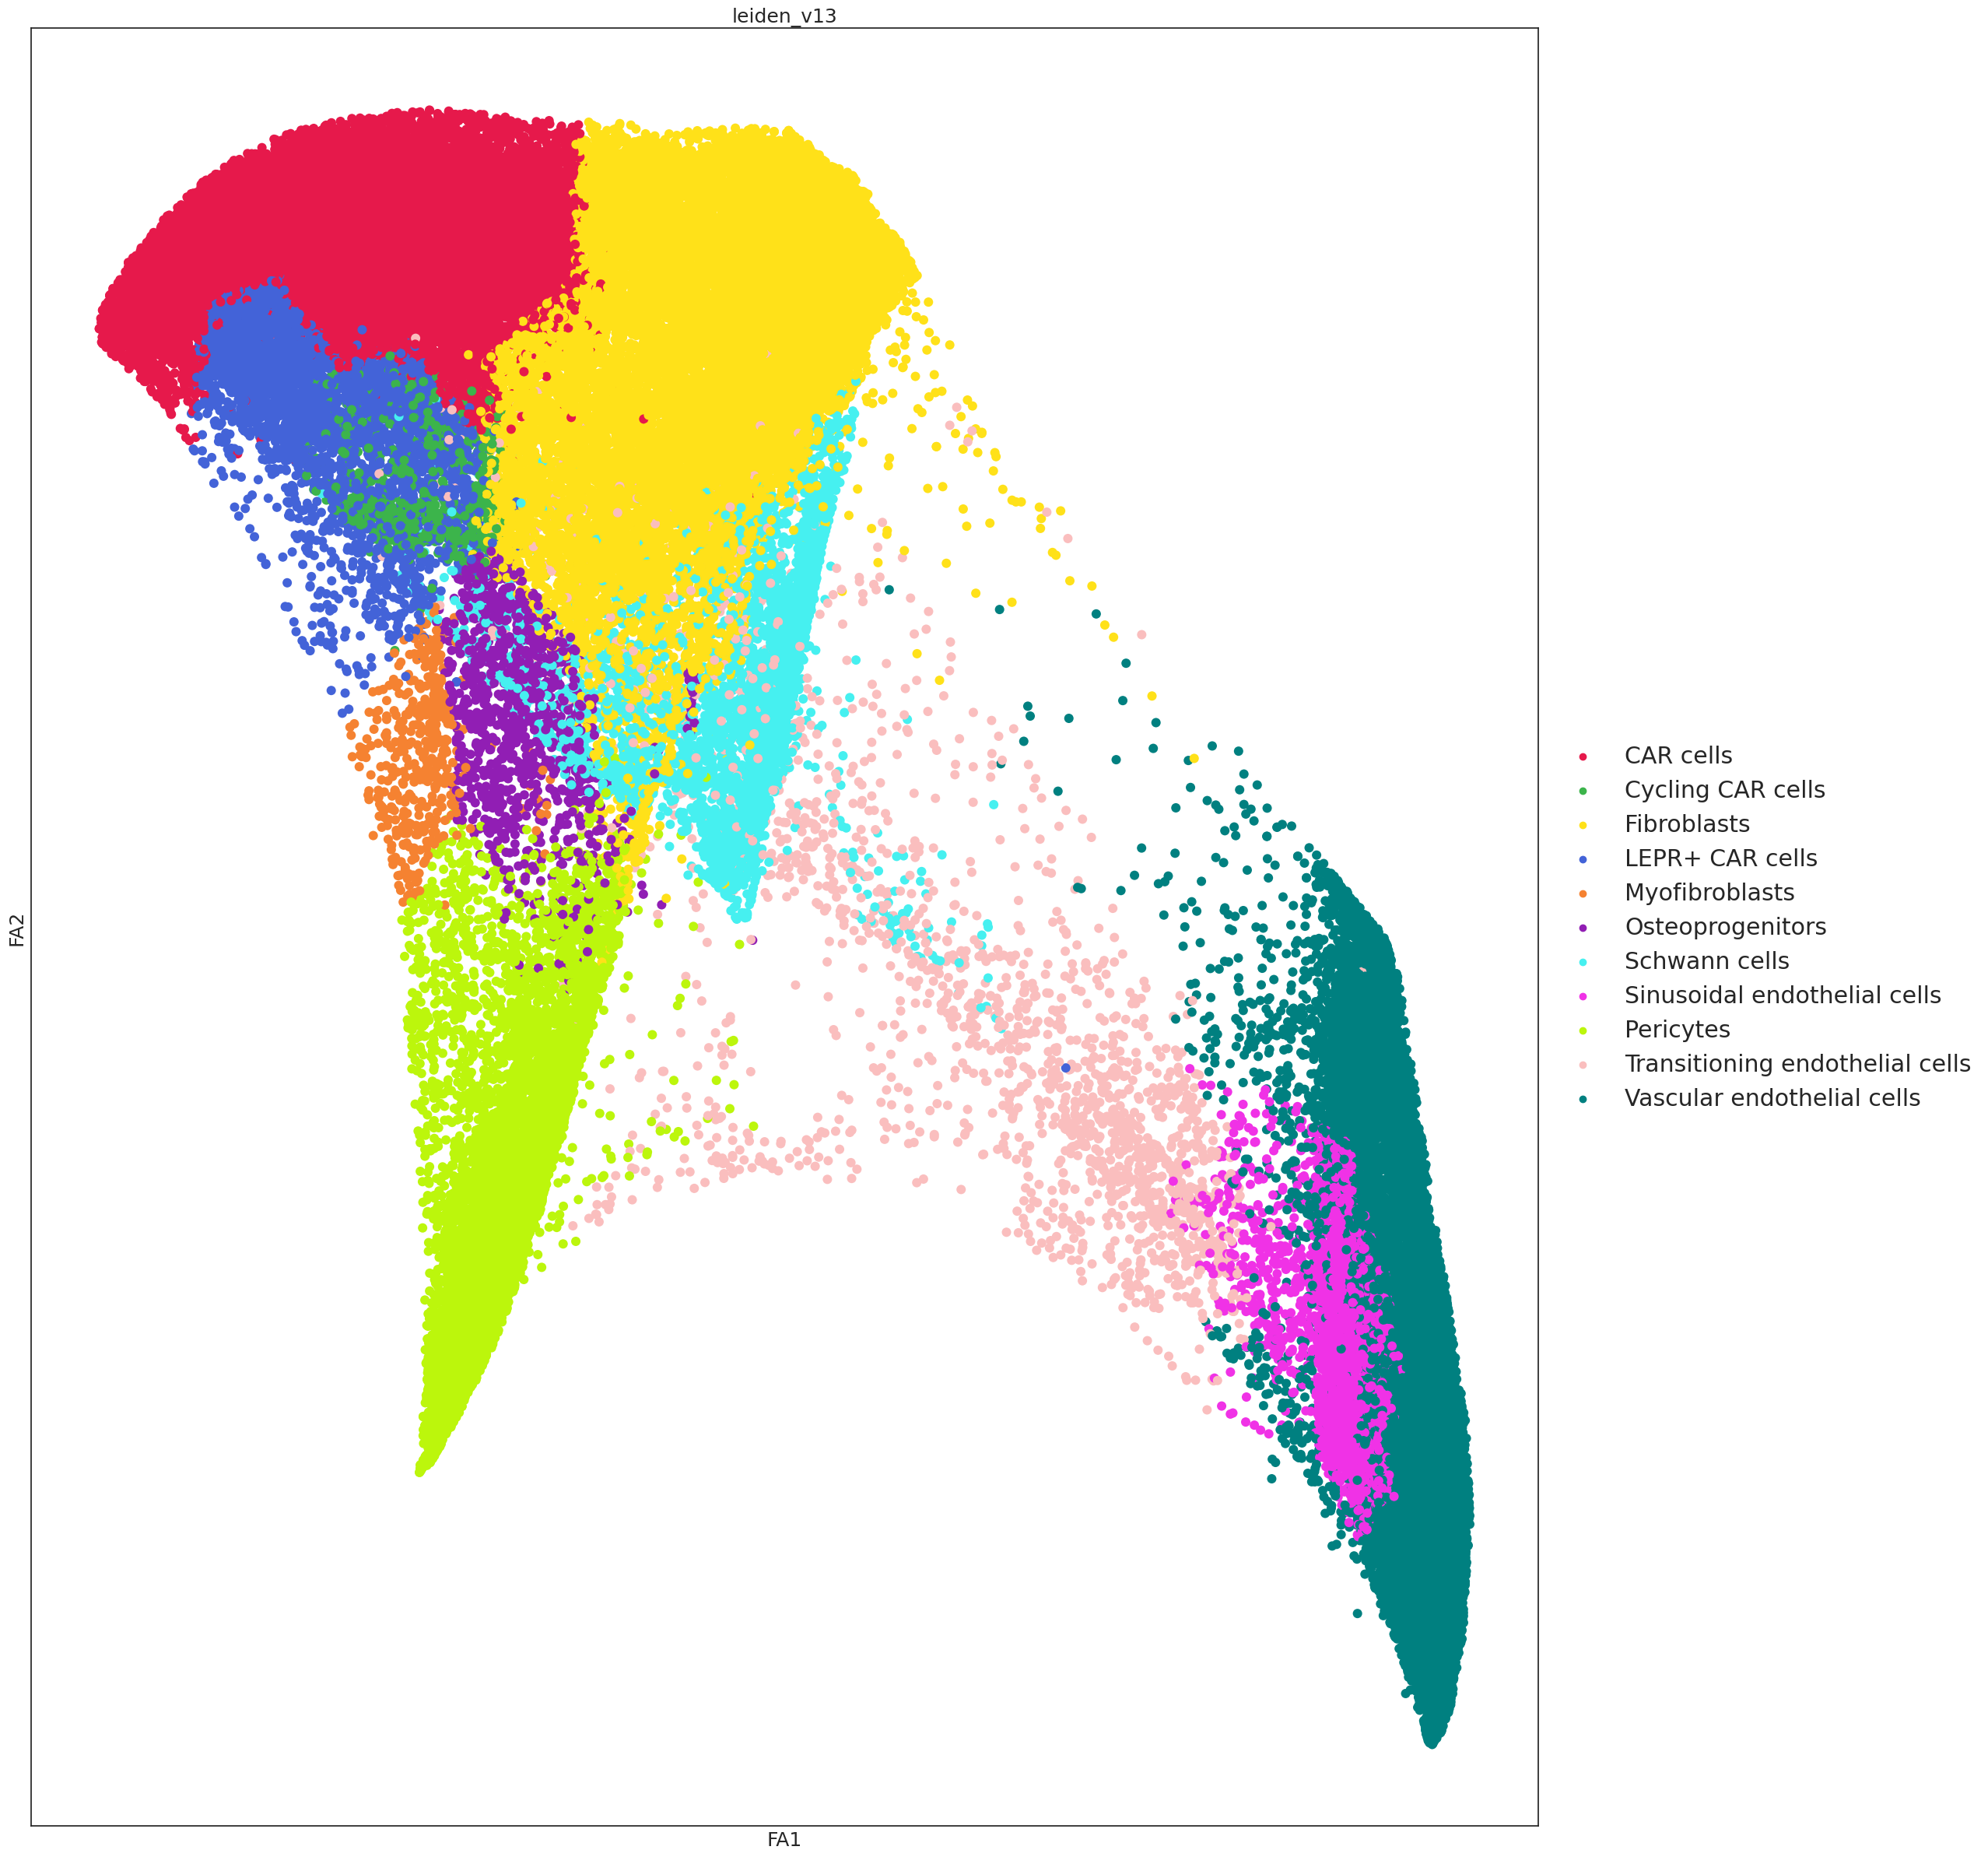 leiden_v13
FA2
CAR cells
Cycling CAR cells
Fibroblasts
LEPR+ CAR cells
Myofibroblasts
Osteoprogenitors
Schwann cells
Sinusoidal endothelial cells
Pericytes
Transitioning endothelial cells
Vascular endothelial cells
FA1